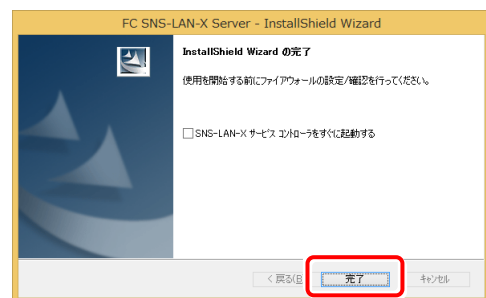 FC SNS-LAN-X Server - InstallShield Wizard
InstallShield Wizard の完了
使用を開始する前にファイアウォールの設定/確認を行ってください。
SNS-LAN-X サービス コントローラをすぐに起動する
< 戻る(B 完了 キャンセル